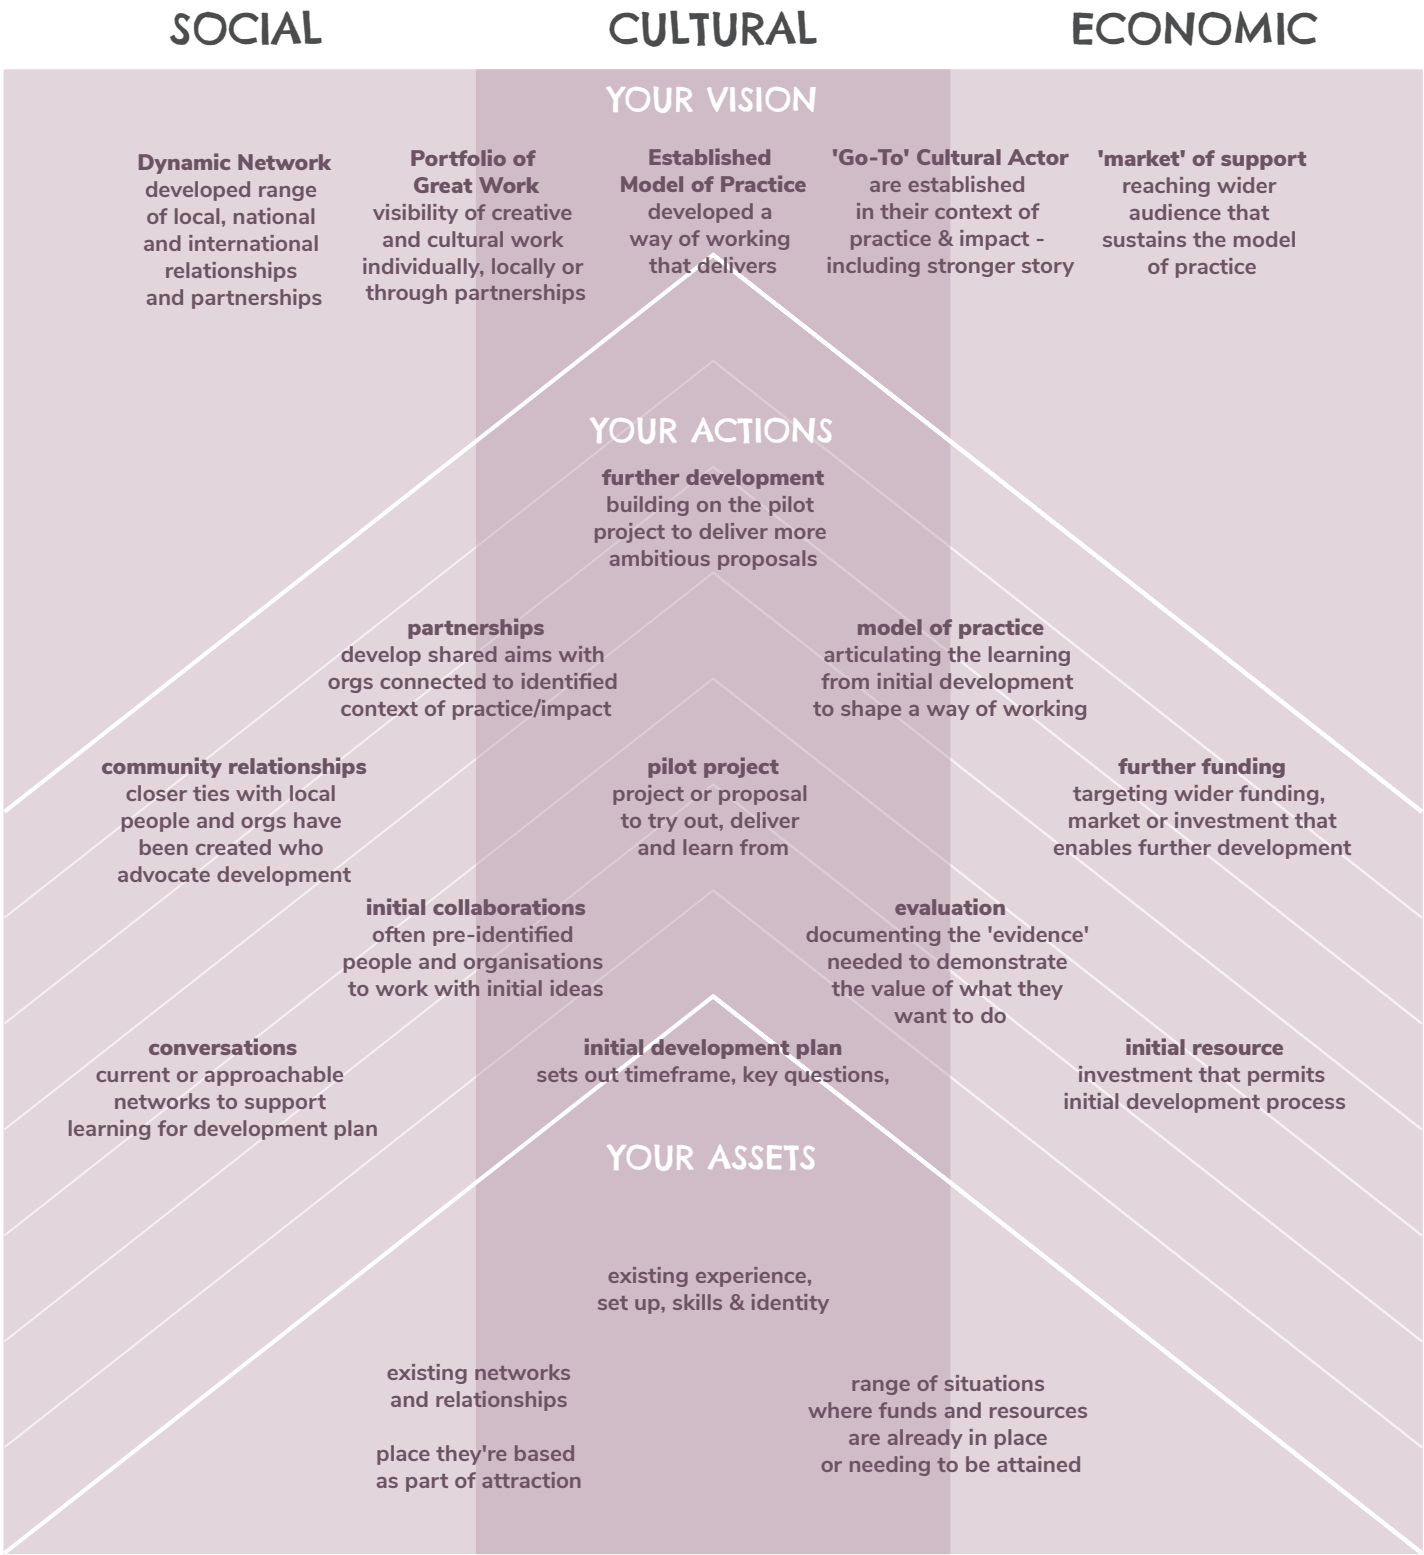 SOCIAL
CULTURAL
ECONOMIC
YOUR VISION
Dynamic Network
developed range
of local, national
and international
relationships
and partnerships
Portfolio of
Great Work
visibility of creative
and cultural work
individually, locally or
through partnerships
Established
Model of Practice
developed a
way of working
that delivers
'Go-To' Cultural Actor
are established
in their context of
practice & impact -
including stronger story
'market' of support
reaching wider
audience that
sustains the model
of practice
YOUR ACTIONS
further development
building on the pilot
project to deliver more
ambitious proposals
partnerships
develop shared aims with
orgs connected to identified
context of practice/impact
model of practice
articulating the learning
from initial development
to shape a way of working
community relationships
closer ties with local
people and orgs have
been created who
advocate development
pilot project
project or proposal
to try out, deliver
and learn from
further funding
targeting wider funding,
market or investment that
enables further development
initial collaborations
often pre-identified
people and organisations
to work with initial ideas
evaluation
documenting the 'evidence'
needed to demonstrate
the value of what they
want to do
conversations
current or approachable
networks to support
learning for development plan
initial development plan
sets out timeframe, key questions,
initial resource
investment that permits
initial development process
YOUR ASSETS
existing experience,
set up, skills & identity
existing networks
and relationships
place they're based
as part of attraction
range of situations
where funds and resources
are already in place
or needing to be attained